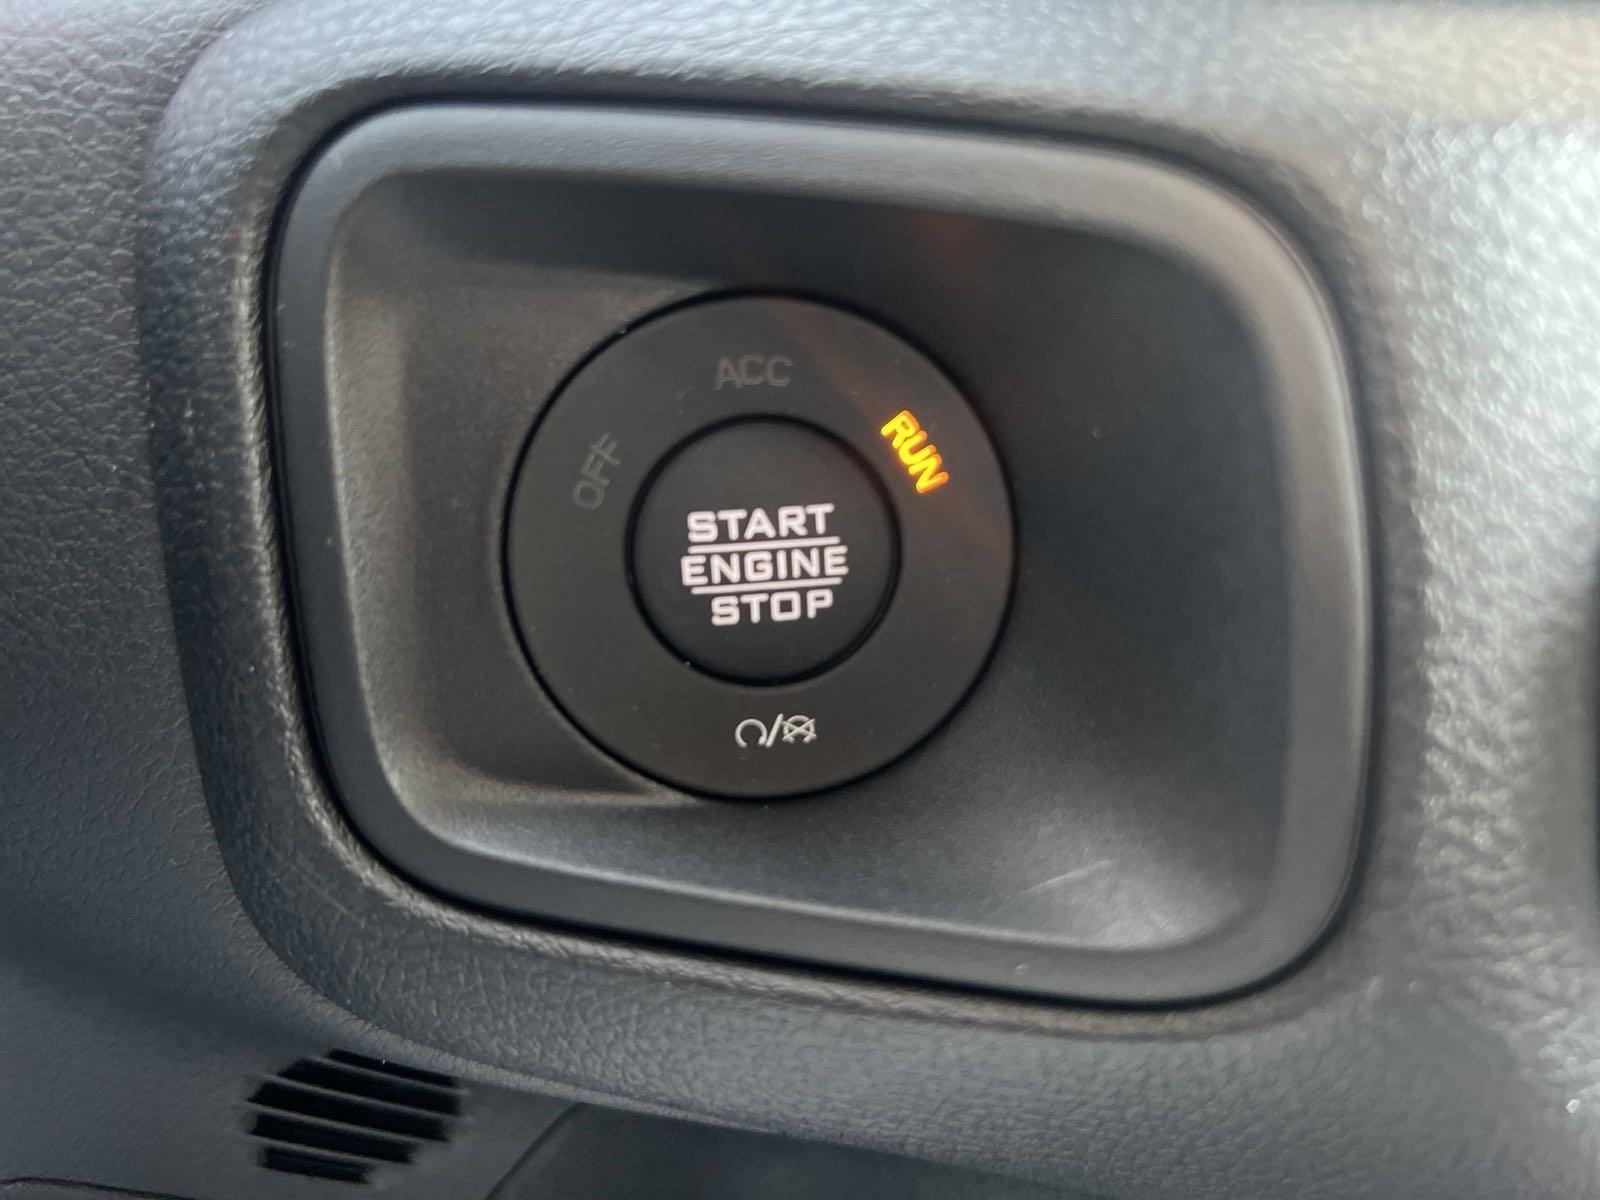 ACC
OFF
RUN
START
ENGINE
STOP